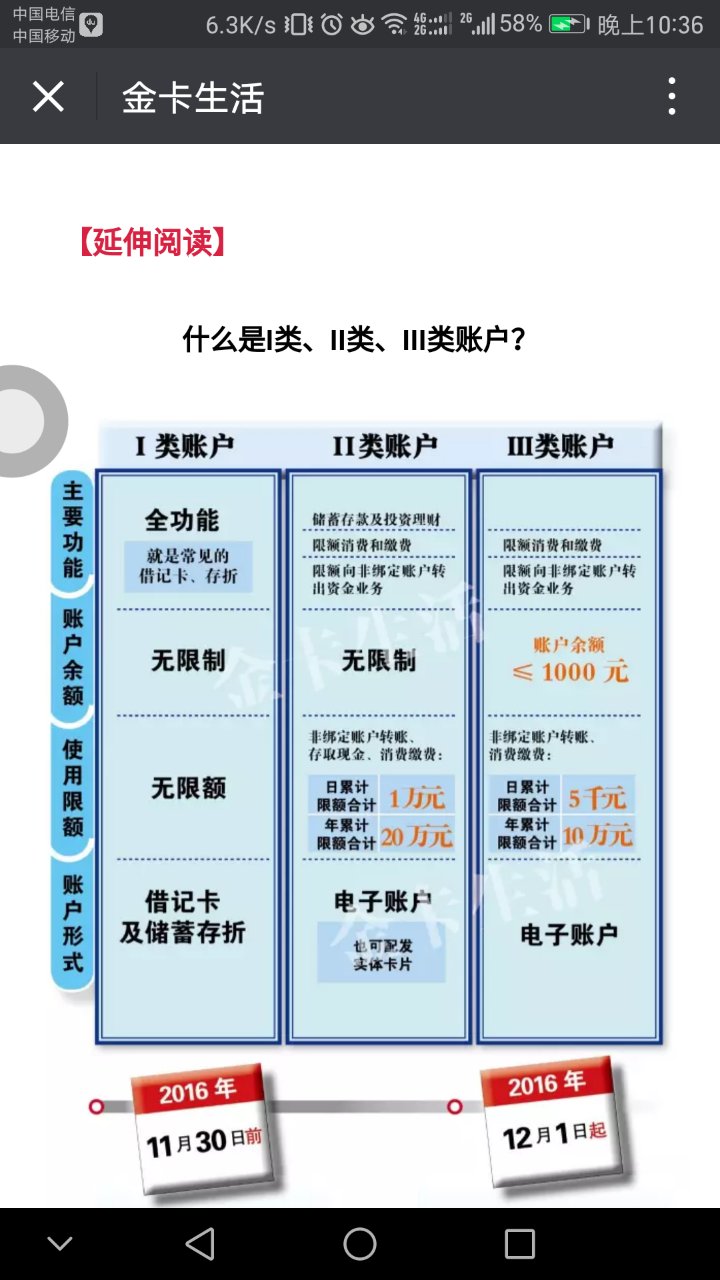 中国电信
中国移动
6.3K/s
4G
2G
2G
58%
晚上10:36
金卡生活
【延伸阅读】
什么是I类、II类、III类账户？
I 类账户
II类账户
III类账户
主要功能
全功能
就是常见的
借记卡、存折
储蓄存款及投资理财
限额消费和缴费
限额向非绑定账户转
出资金业务
限额消费和缴费
限额向非绑定账户转
出资金业务
账户余额
无限制
无限制
账户余额
≤ 1000 元
使用限额
无限额
非绑定账户转账、
存取现金、消费缴费：
日累计
限额合计
1万元
年累计
限额合计
20万元
非绑定账户转账、
消费缴费：
日累计
限额合计
5千元
年累计
限额合计
10万元
账户形式
借记卡
及储蓄存折
电子账户
也可配发
实体卡片
电子账户
金卡生活
金卡生活
2016 年
11月30日前
2016 年
12月1日起